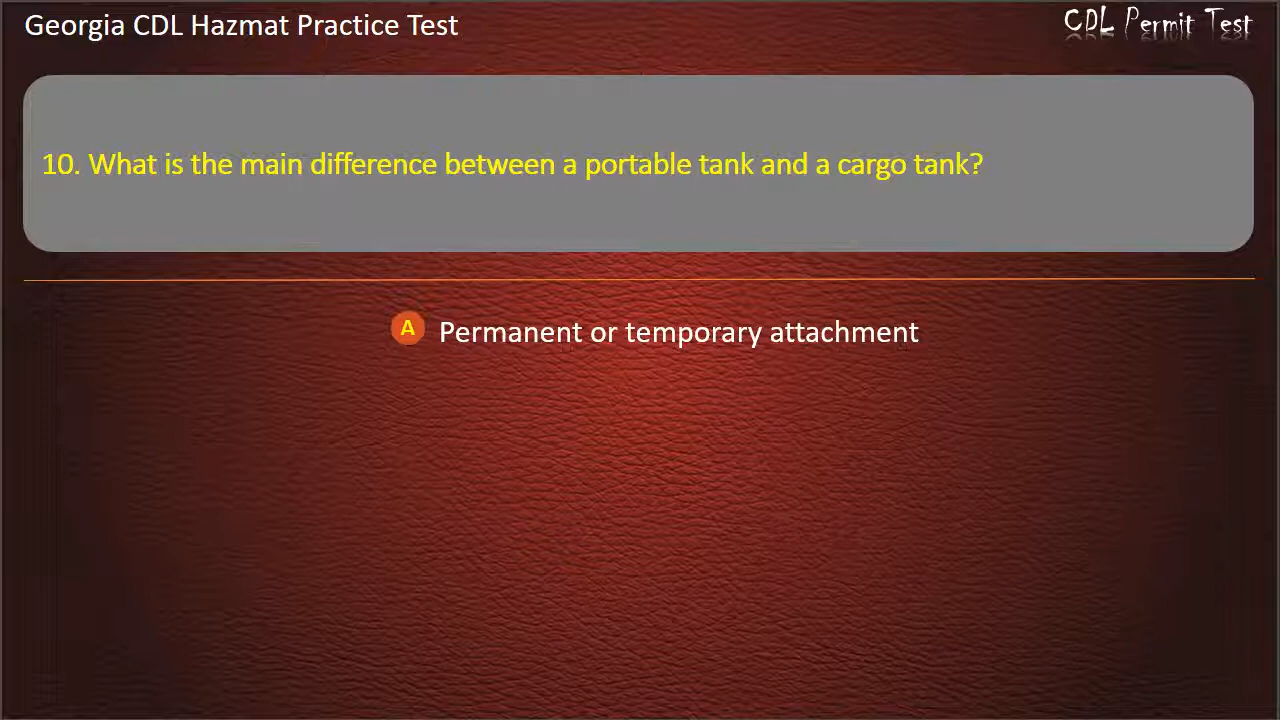 Georgia CDL Hazmat Practice Test
CDL Permit Test
10. What is the main difference between a portable tank and a cargo tank?
A Permanent or temporary attachment